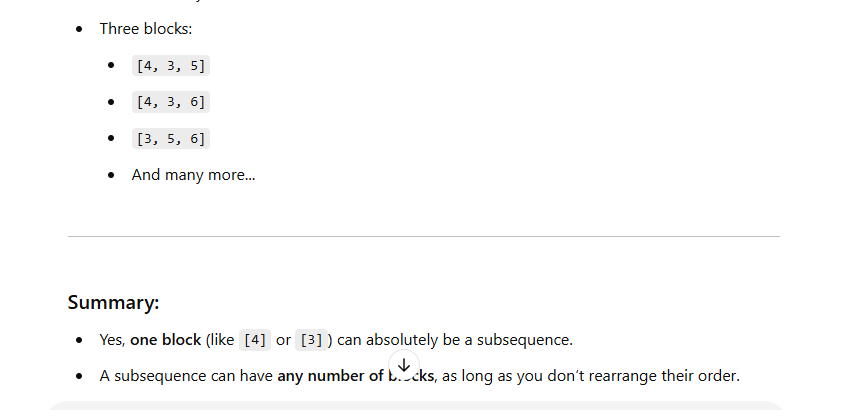 Three blocks:
[4, 3, 5]
[4, 3, 6]
[3, 5, 6]
And many more...
Summary:
Yes, one block (like [4] or [3]) can absolutely be a subsequence.
A subsequence can have any number of blocks, as long as you don’t rearrange their order.